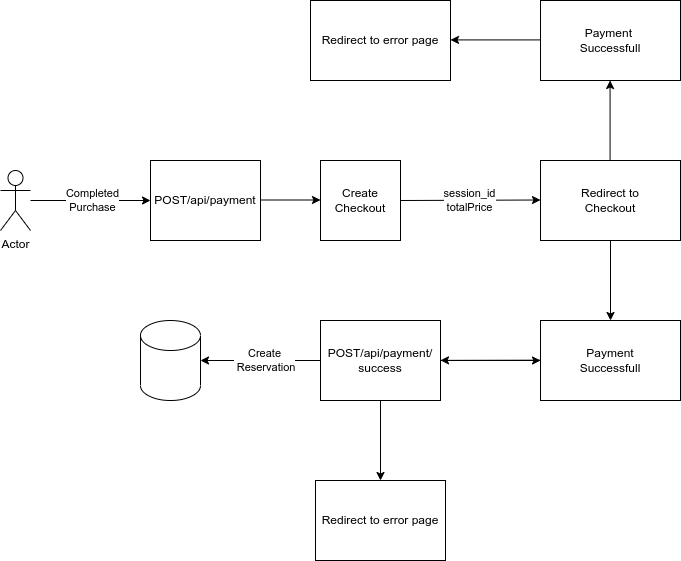 Redirect to error page
Payment
Successfull
Completed
Purchase
POST/api/payment
Create
Checkout
session_id
totalPrice
Redirect to
Checkout
Actor
Create
Reservation
POST/api/payment/
success
Payment
Successfull
Redirect to error page